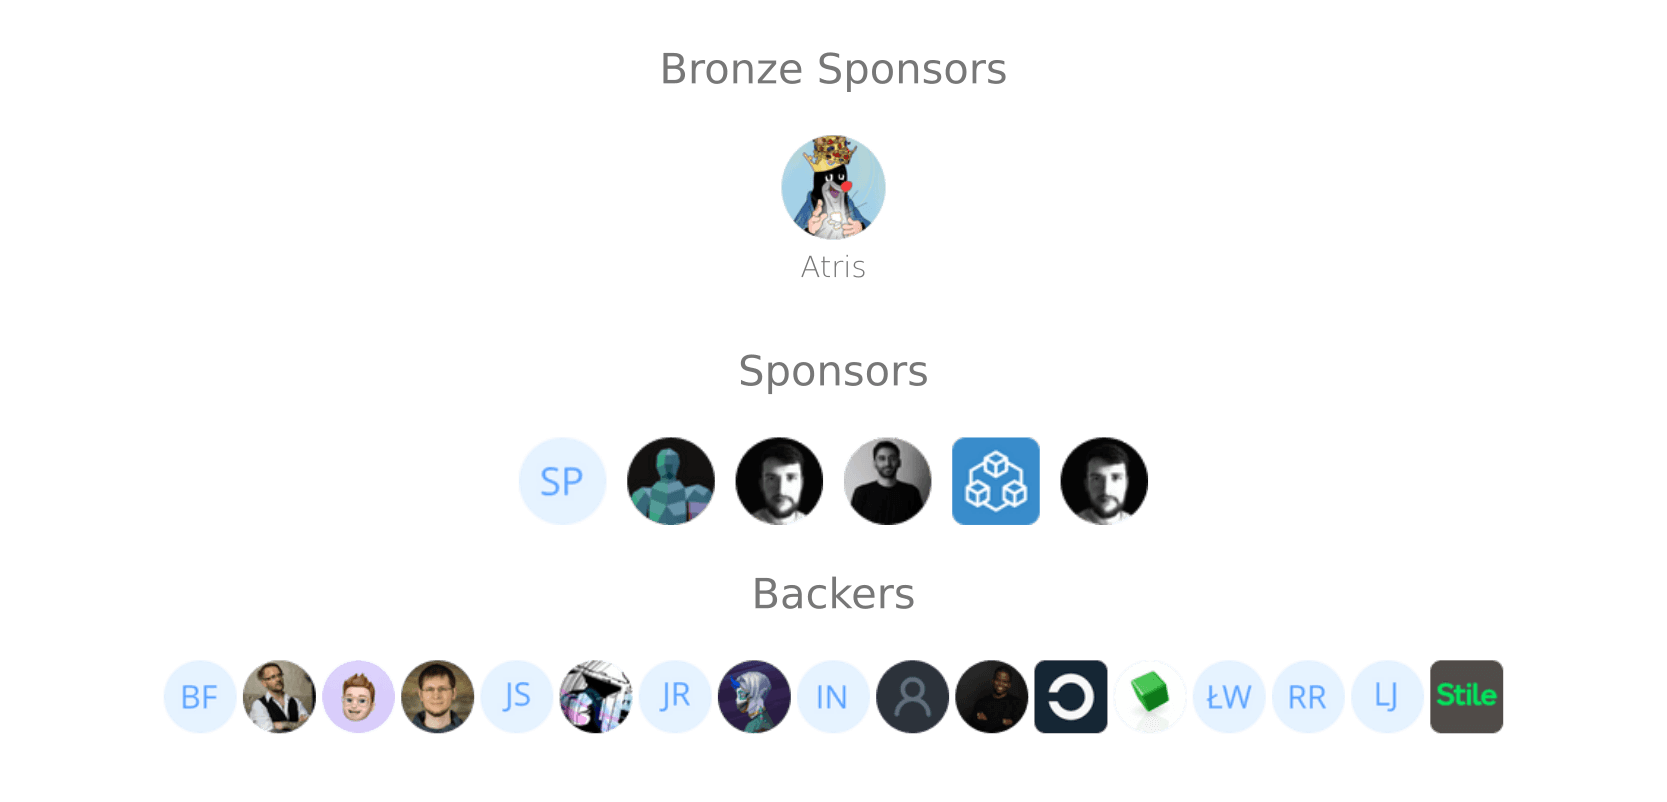 Bronze Sponsors
Atris
Sponsors
SP
Backers
BF JS JR IN ŁW RR LJ Stile